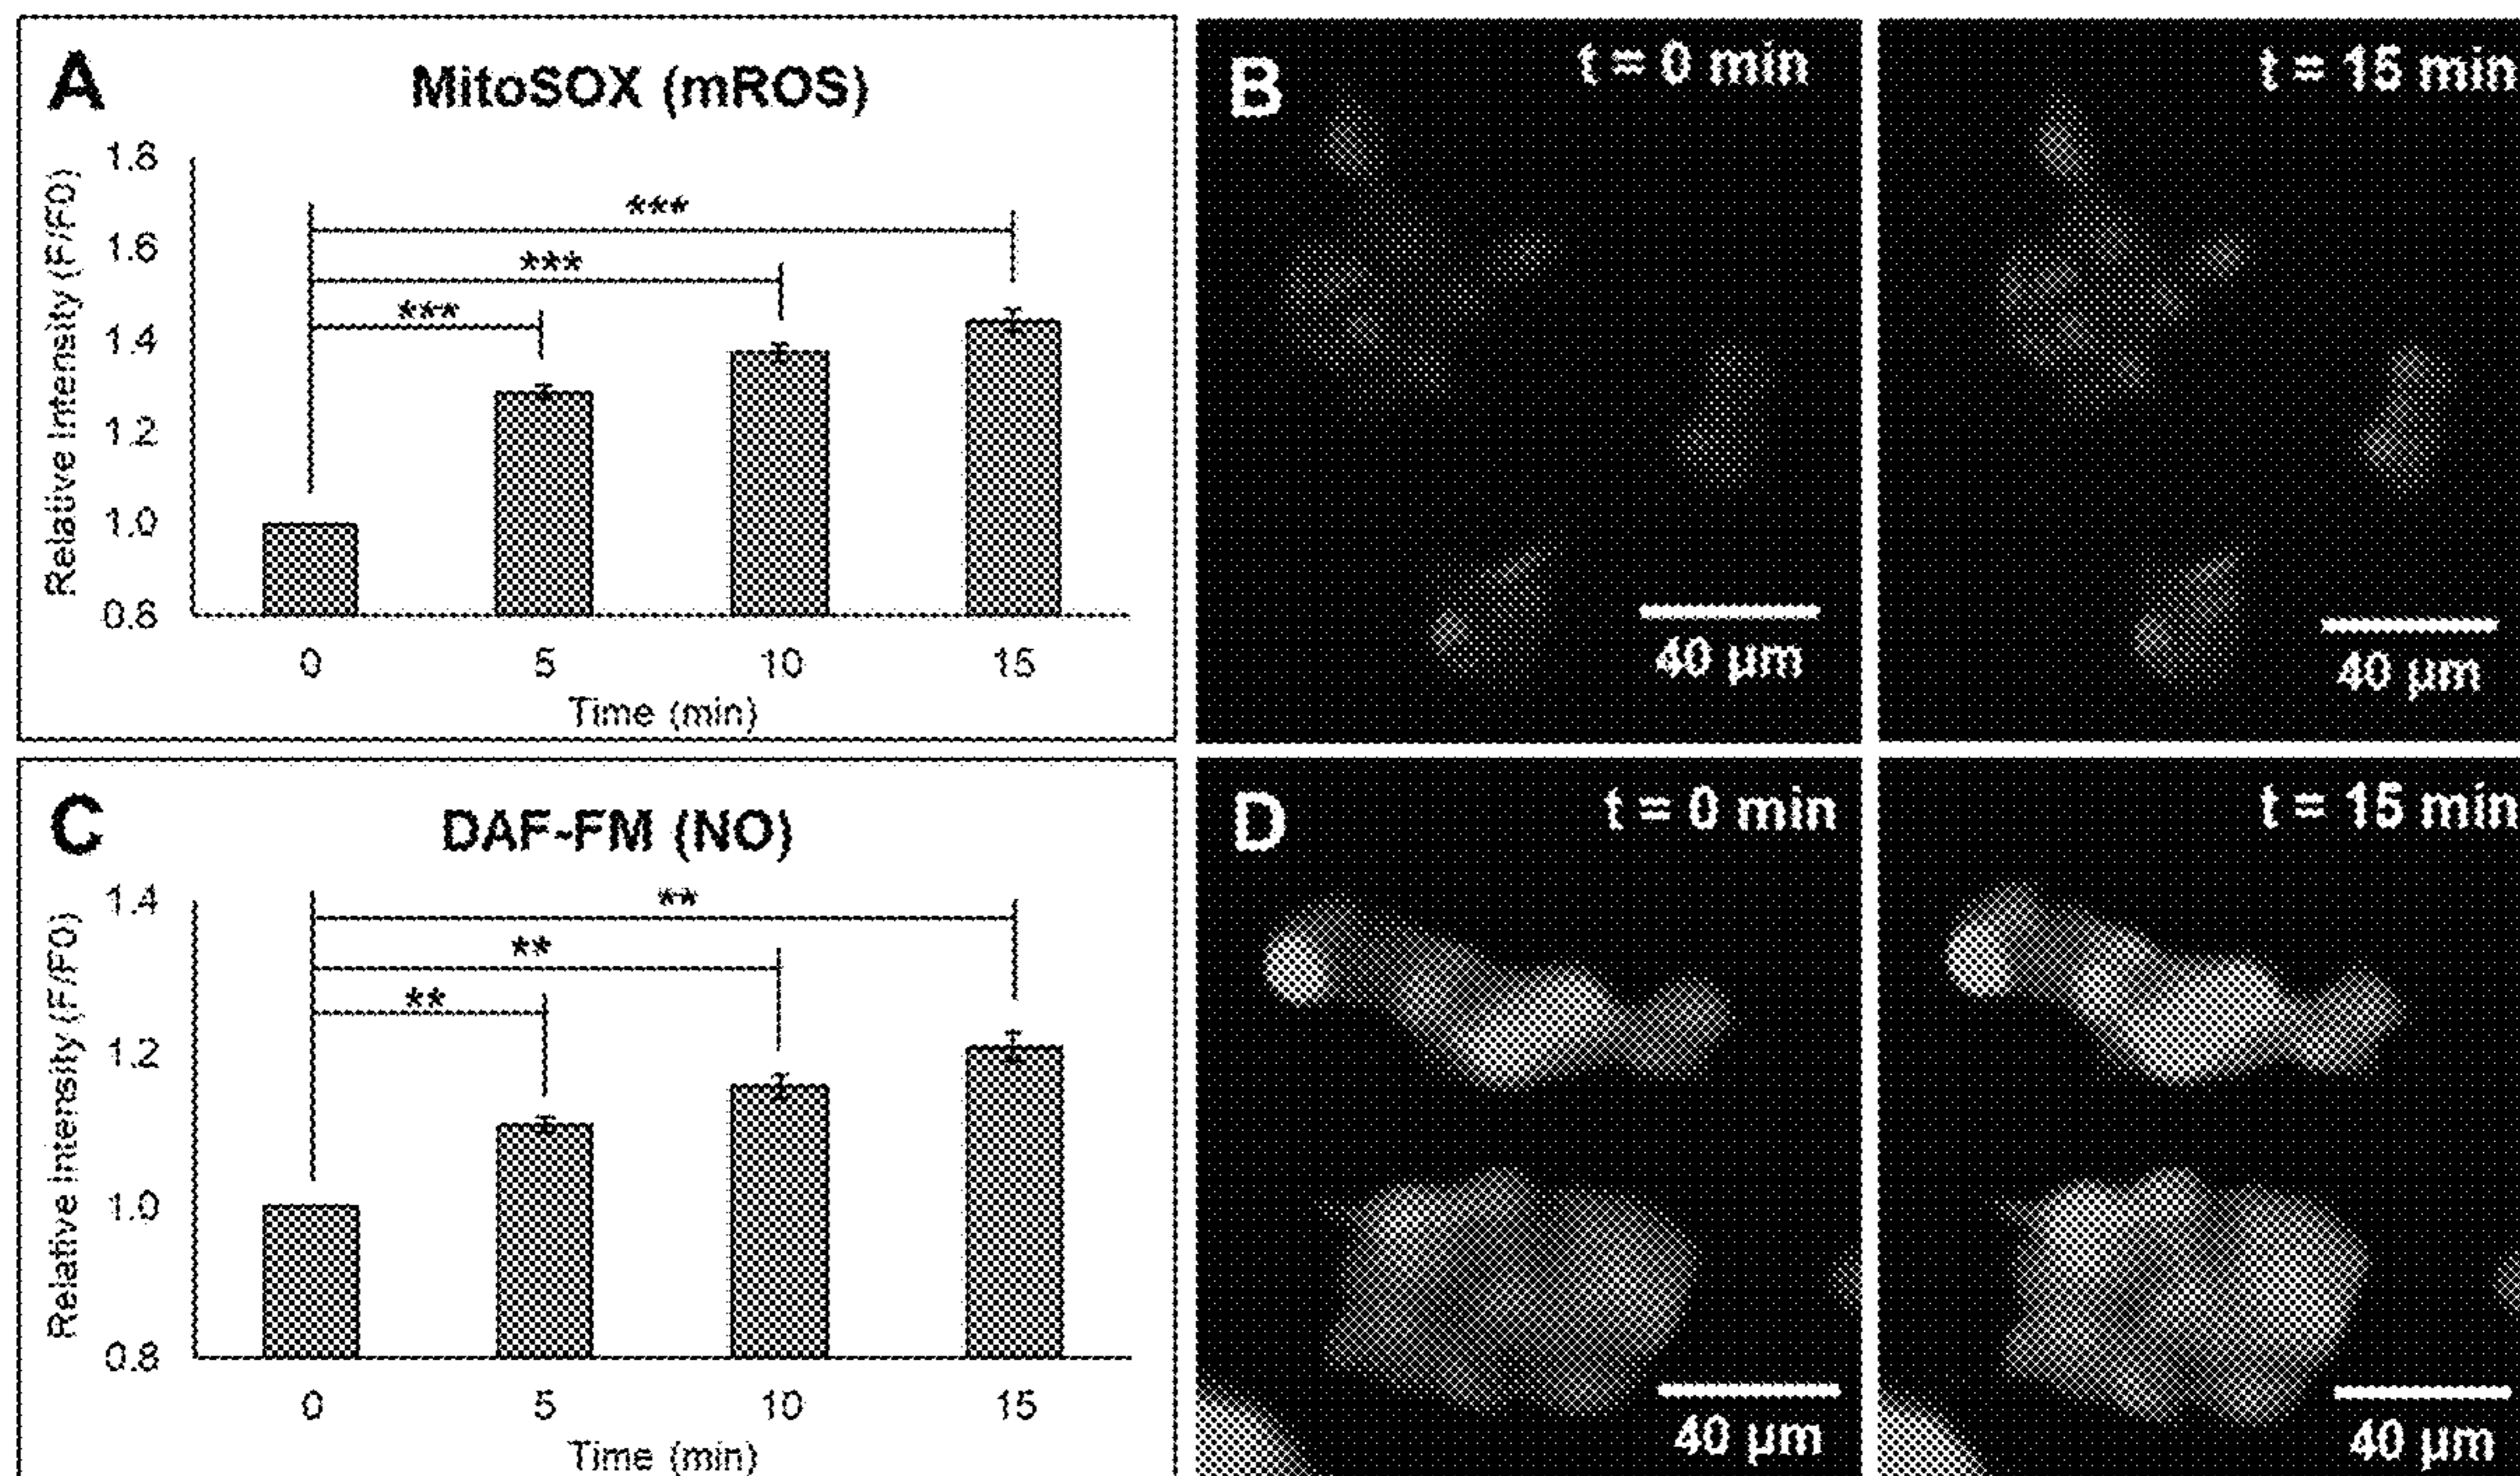 A
MitoSOX (mROS)
Relative Intensity (F/F0)
1.8
1.6
1.4
1.2
1.0
0.8
***
***
***
0
5
10
15
Time (min)
B
t = 0 min
40 µm
t = 15 min
40 µm
C
DAF-FM (NO)
Relative Intensity (F/F0)
1.4
1.2
1.0
0.8
**
**
**
0
5
10
15
Time (min)
D
t = 0 min
40 µm
t = 15 min
40 µm